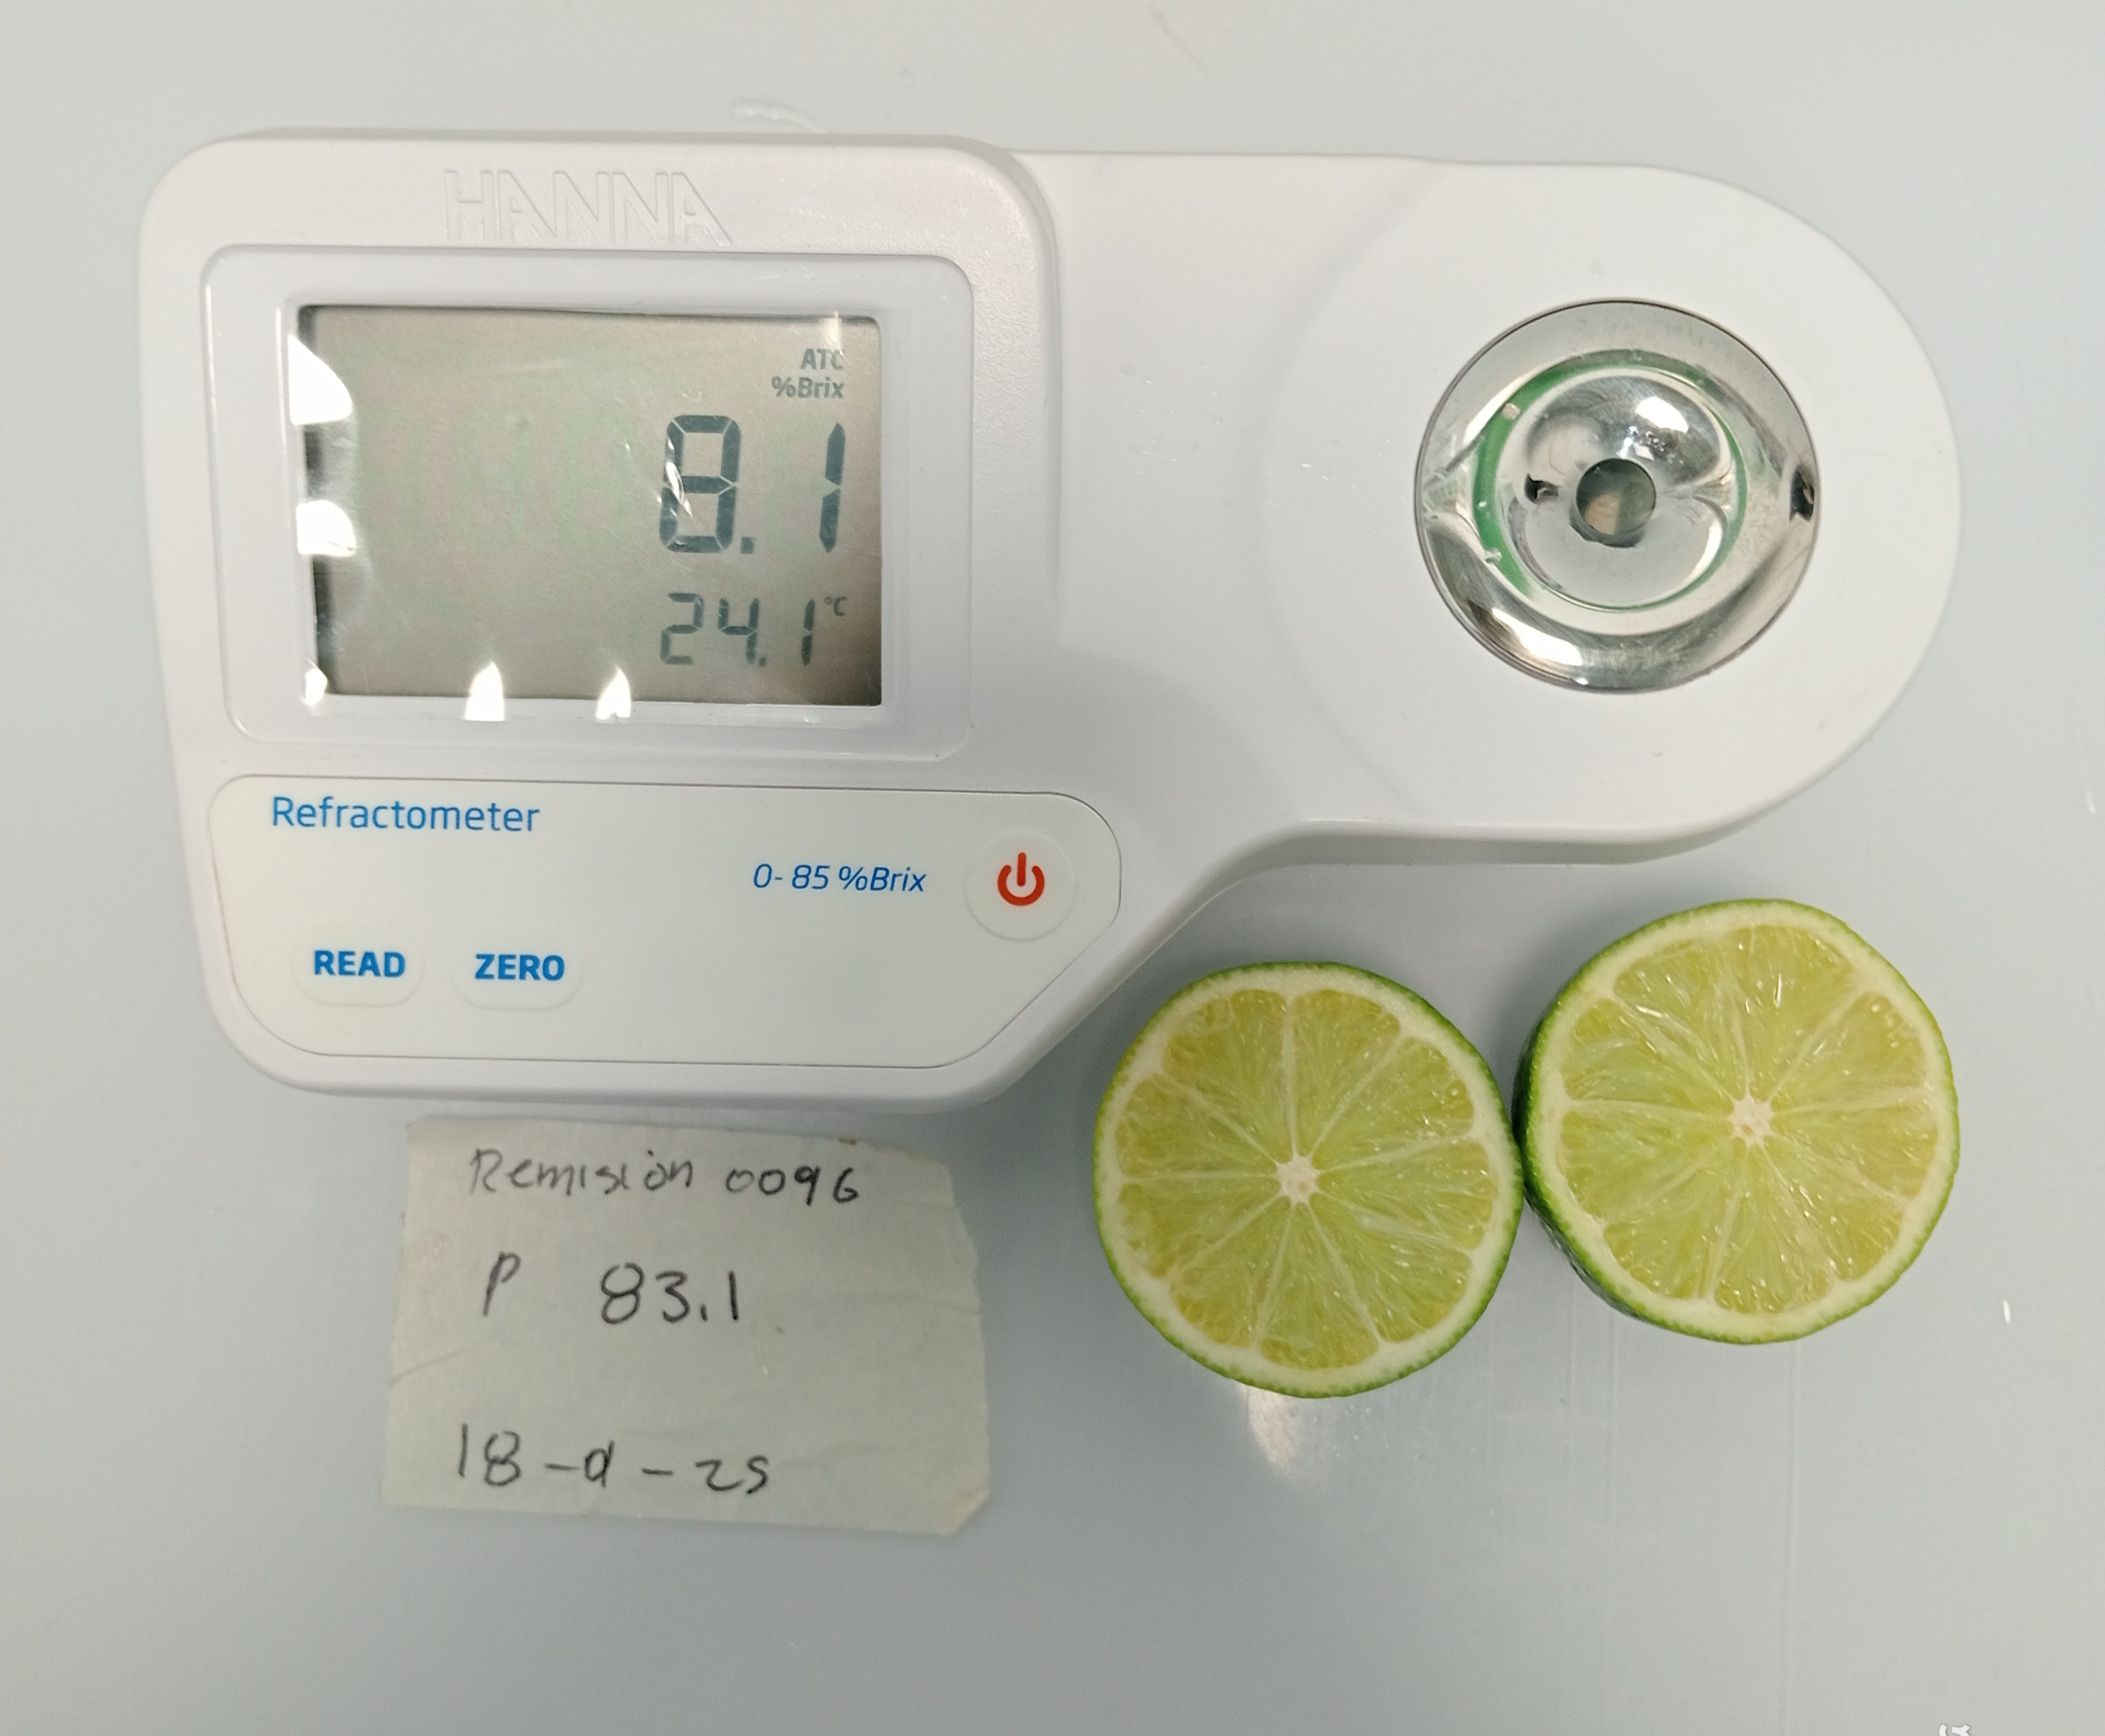 HANNA
ATC
%Brix
8.1
24.1 °C
Refractometer
0-85 %Brix
READ
ZERO
Remisión 0096
P 83.1
18-a-25